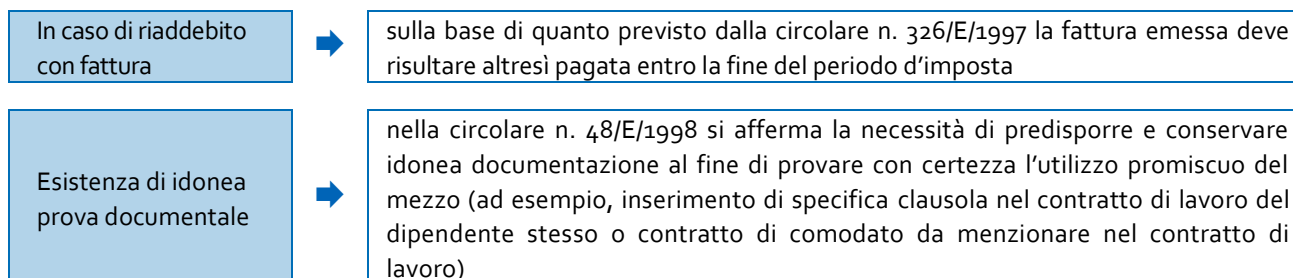 In caso di riaddebito
con fattura
sulla base di quanto previsto dalla circolare n. 326/E/1997 la fattura emessa deve
risultare altresì pagata entro la fine del periodo d’imposta
Esistenza di idonea
prova documentale
nella circolare n. 48/E/1998 si afferma la necessità di predisporre e conservare
idonea documentazione al fine di provare con certezza l’utilizzo promiscuo del
mezzo (ad esempio, inserimento di specifica clausola nel contratto di lavoro del
dipendente stesso o contratto di comodato da menzionare nel contratto di
lavoro)